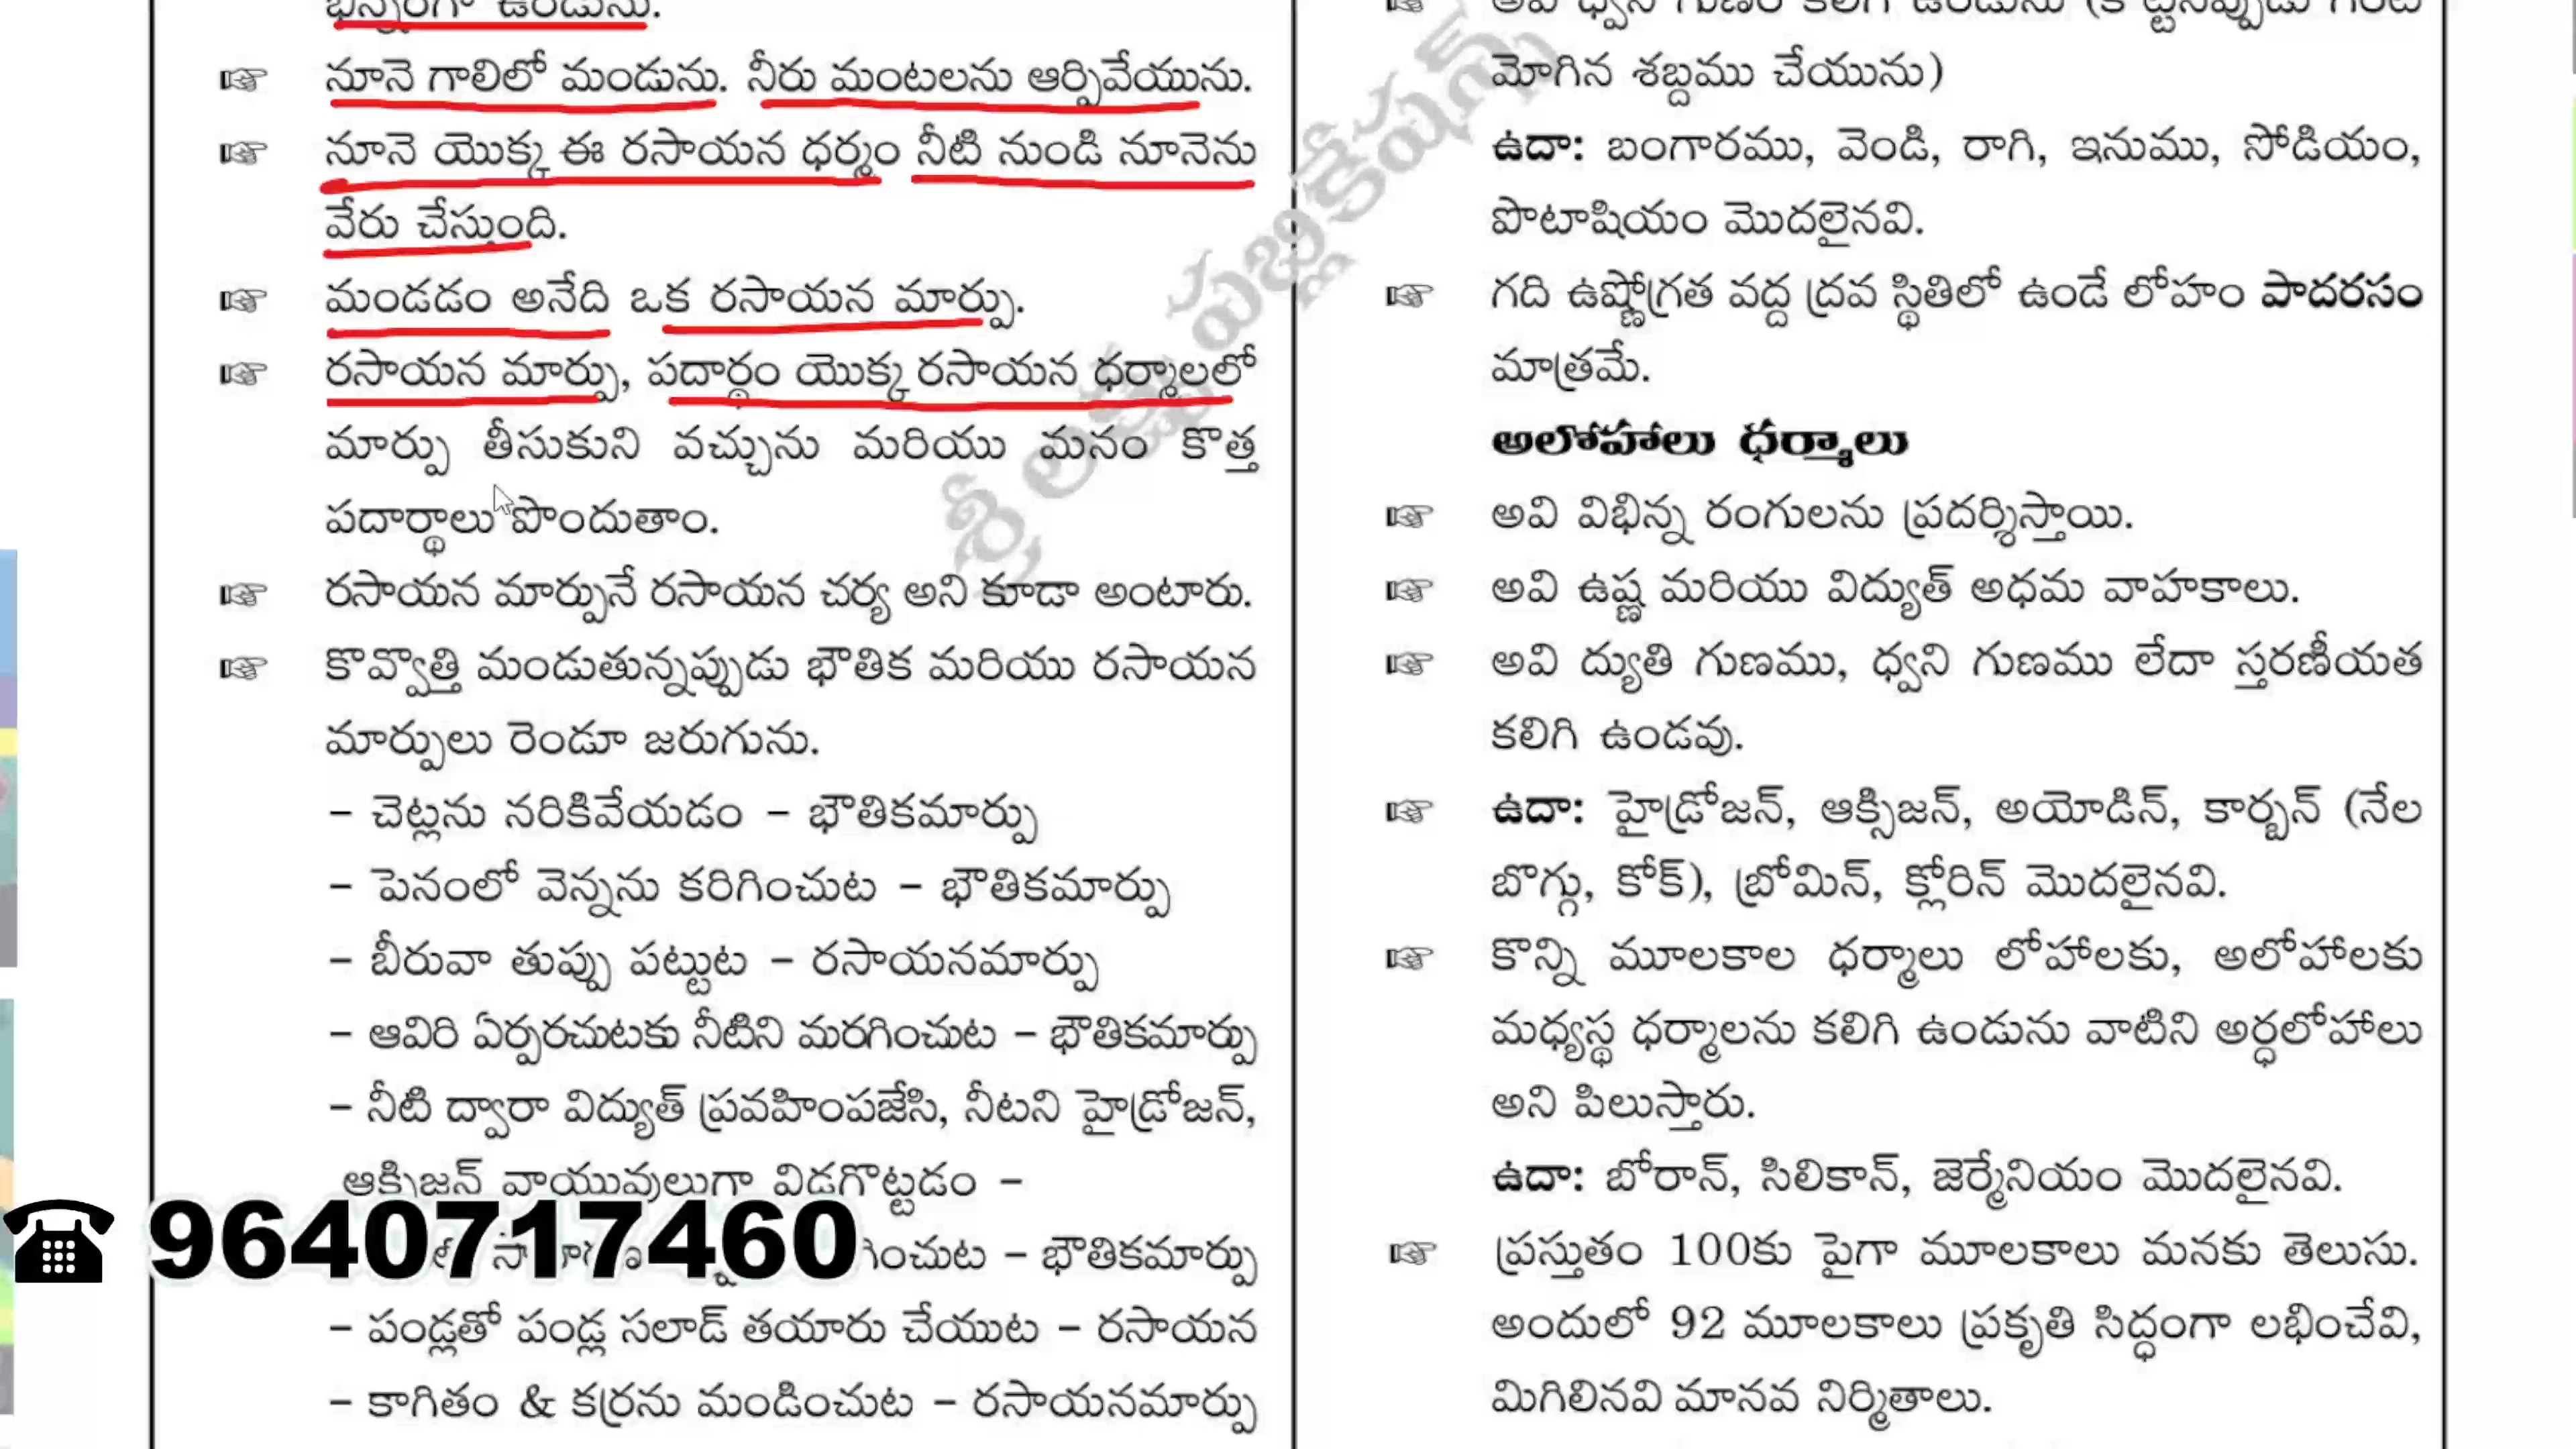 భిన్నంగా ఉండును.
నూనె గాలిలో మండును. నీరు మంటలను ఆర్పివేయును.
నూనె యొక్క ఈ రసాయన ధర్మం నీటి నుండి నూనెను
వేరు చేస్తుంది.
మండడం అనేది ఒక రసాయన మార్పు.
రసాయన మార్పు, పదార్థం యొక్క రసాయన ధర్మాలలో
మార్పు తీసుకుని వచ్చును మరియు మనం కొత్త
పదార్థాలు పొందుతాం.
రసాయన మార్పునే రసాయన చర్య అని కూడా అంటారు.
కొవ్వొత్తి మండుతున్నప్పుడు భౌతిక మరియు రసాయన
మార్పులు రెండూ జరుగును.
– చెట్లను నరికివేయడం – భౌతికమార్పు
– పెనంలో వెన్నను కరిగించుట – భౌతికమార్పు
– బీరువా తుప్పు పట్టుట – రసాయనమార్పు
– ఆవిరి ఏర్పరచుటకు నీటిని మరగించుట – భౌతికమార్పు
– నీటి ద్వారా విద్యుత్ ప్రవహింపజేసి, నీటని హైడ్రోజన్,
ఆక్సిజన్ వాయువులుగా విడగొట్టడం –
గించుట – భౌతికమార్పు
– పండ్లతో పండ్ల సలాడ్ తయారు చేయుట – రసాయన
– కాగితం & కర్రను మండించుట – రసాయనమార్పు
9640717460
అవి ధ్వని గుణం కలిగి ఉండును (కొట్టినప్పుడు గంట
మోగిన శబ్దము చేయును)
ఉదా: బంగారము, వెండి, రాగి, ఇనుము, సోడియం,
పొటాషియం మొదలైనవి.
గది ఉష్ణోగ్రత వద్ద ద్రవ స్థితిలో ఉండే లోహం పాదరసం
మాత్రమే.
అలోహాలు ధర్మాలు
అవి విభిన్న రంగులను ప్రదర్శిస్తాయి.
అవి ఉష్ణ మరియు విద్యుత్ అధమ వాహకాలు.
అవి ద్యుతి గుణము, ధ్వని గుణము లేదా స్తరణీయత
కలిగి ఉండవు.
ఉదా: హైడ్రోజన్, ఆక్సిజన్, అయోడిన్, కార్బన్ (నేల
బొగ్గు, కోక్), బ్రోమిన్, క్లోరిన్ మొదలైనవి.
కొన్ని మూలకాల ధర్మాలు లోహాలకు, అలోహాలకు
మధ్యస్థ ధర్మాలను కలిగి ఉండును వాటిని అర్ధలోహాలు
అని పిలుస్తారు.
ఉదా: బోరాన్, సిలికాన్, జెర్మేనియం మొదలైనవి.
ప్రస్తుతం 100కు పైగా మూలకాలు మనకు తెలుసు.
అందులో 92 మూలకాలు ప్రకృతి సిద్ధంగా లభించేవి,
మిగిలినవి మానవ నిర్మితాలు.
శ్రీ లక్ష్మి పబ్లికేషన్స్